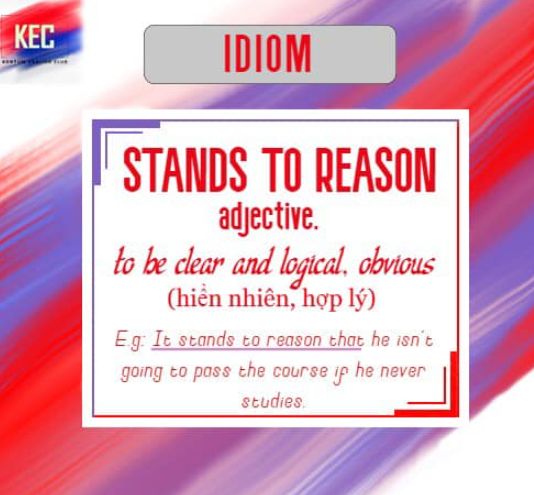 KEC
IDIOM
STANDS TO REASON
adjective.
to be clear and logical, obvious
(hiển nhiên, hợp lý)
E.g: It stands to reason that he isn't
going to pass the course if he never
studies.